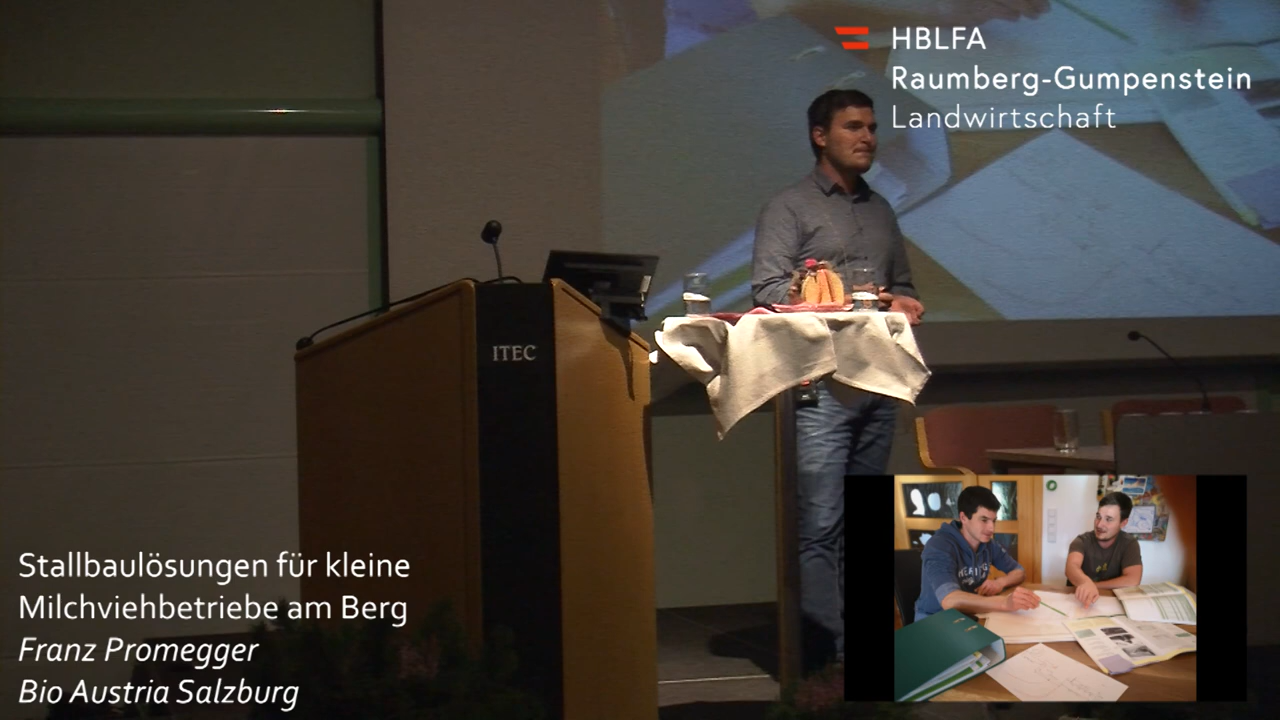 HBLFA
Raumberg-Gumpenstein
Landwirtschaft
ITEC
Stallbaulösungen für kleine
Milchviehbetriebe am Berg
Franz Promegger
Bio Austria Salzburg